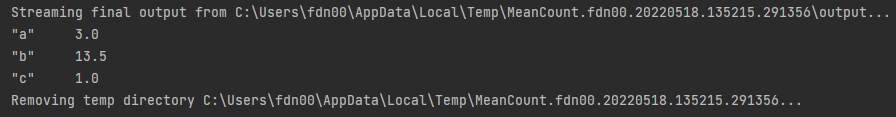 Streaming final output from C:\Users\fdn00\AppData\Local\Temp\MeanCount.fdn00.20220518.135215.291356\output...
"a"	3.0
"b"	13.5
"c"	1.0
Removing temp directory C:\Users\fdn00\AppData\Local\Temp\MeanCount.fdn00.20220518.135215.291356...